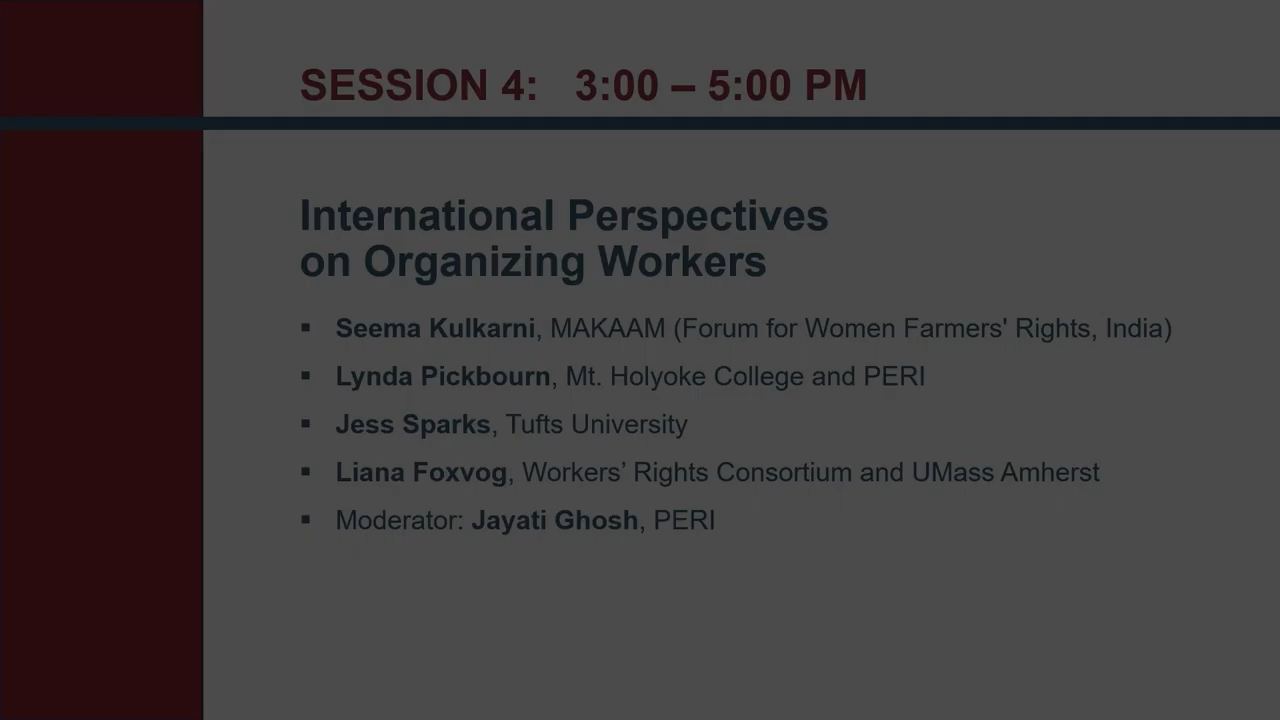 SESSION 4: 3:00 – 5:00 PM
International Perspectives
on Organizing Workers
▪ Seema Kulkarni, MAKAAM (Forum for Women Farmers' Rights, India)
▪ Lynda Pickbourn, Mt. Holyoke College and PERI
▪ Jess Sparks, Tufts University
▪ Liana Foxvog, Workers’ Rights Consortium and UMass Amherst
▪ Moderator: Jayati Ghosh, PERI